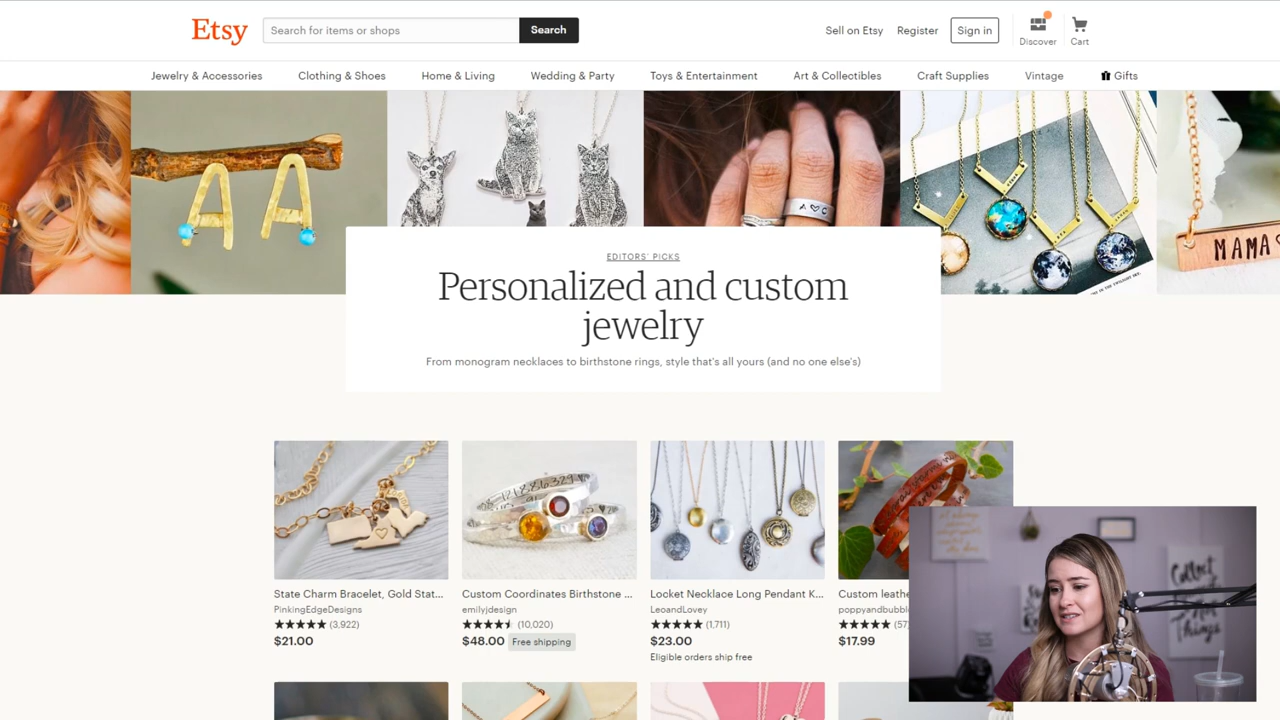 Etsy
Search for items or shops
Search
Sell on Etsy
Register
Sign in
Discover
Cart
Jewelry & Accessories
Clothing & Shoes
Home & Living
Wedding & Party
Toys & Entertainment
Art & Collectibles
Craft Supplies
Vintage
Gifts
A ♡ C
MAMA
EDITORS' PICKS
Personalized and custom
jewelry
From monogram necklaces to birthstone rings, style that's all yours (and no one else's)
State Charm Bracelet, Gold Stat...
PinkingEdgeDesigns
(3,922)
$21.00
Custom Coordinates Birthstone ...
emilyjdesign
(10,020)
$48.00 Free shipping
Locket Necklace Long Pendant K...
LeoandLovey
(1,711)
$23.00
Eligible orders ship free
Custom leathe
poppyandbubbl
(57
$17.99
Collect
Things